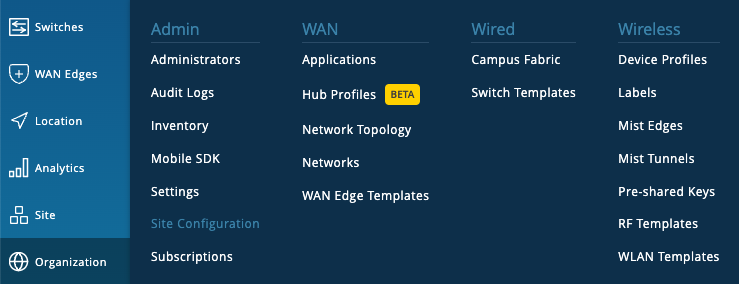 Switches
WAN Edges
Location
Analytics
Site
Organization
Admin
Administrators
Audit Logs
Inventory
Mobile SDK
Settings
Site Configuration
Subscriptions
WAN
Applications
Hub Profiles BETA
Network Topology
Networks
WAN Edge Templates
Wired
Campus Fabric
Switch Templates
Wireless
Device Profiles
Labels
Mist Edges
Mist Tunnels
Pre-shared Keys
RF Templates
WLAN Templates